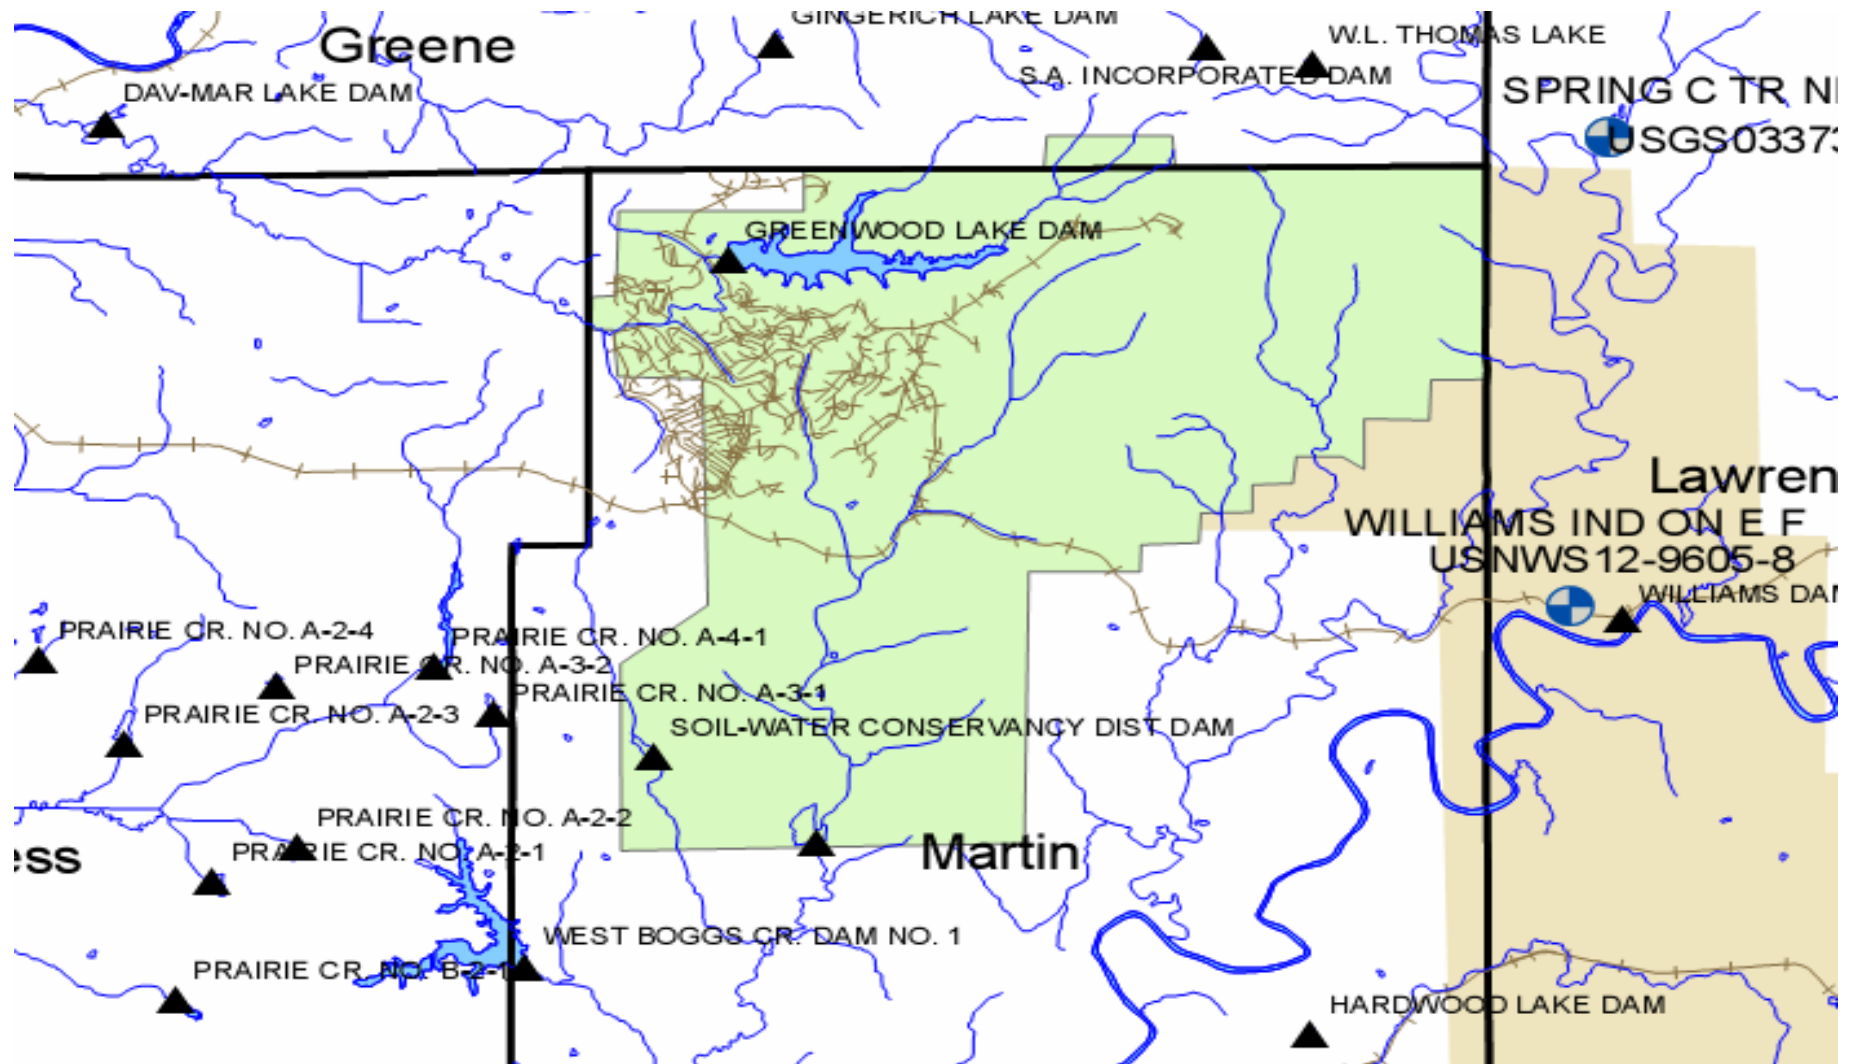 GINGERICH LAKE DAM
Greene
W.L. THOMAS LAKE
S.A. INCORPORATED DAM
DAV-MAR LAKE DAM
SPRING C TR N
USGS03373
GREENWOOD LAKE DAM
Lawren
WILLIAMS IND ON E F
USNWS12-9605-8
WILLIAMS DAM
PRAIRIE CR. NO. A-2-4
PRAIRIE CR. NO. A-4-1
PRAIRIE CR. NO. A-3-2
PRAIRIE CR. NO. A-3-1
PRAIRIE CR. NO. A-2-3
SOIL-WATER CONSERVANCY DIST DAM
PRAIRIE CR. NO. A-2-2
PRAIRIE CR. NO. A-2-1
ess
Martin
WEST BOGGS CR. DAM NO. 1
PRAIRIE CR. NO. B-2-1
HARDWOOD LAKE DAM